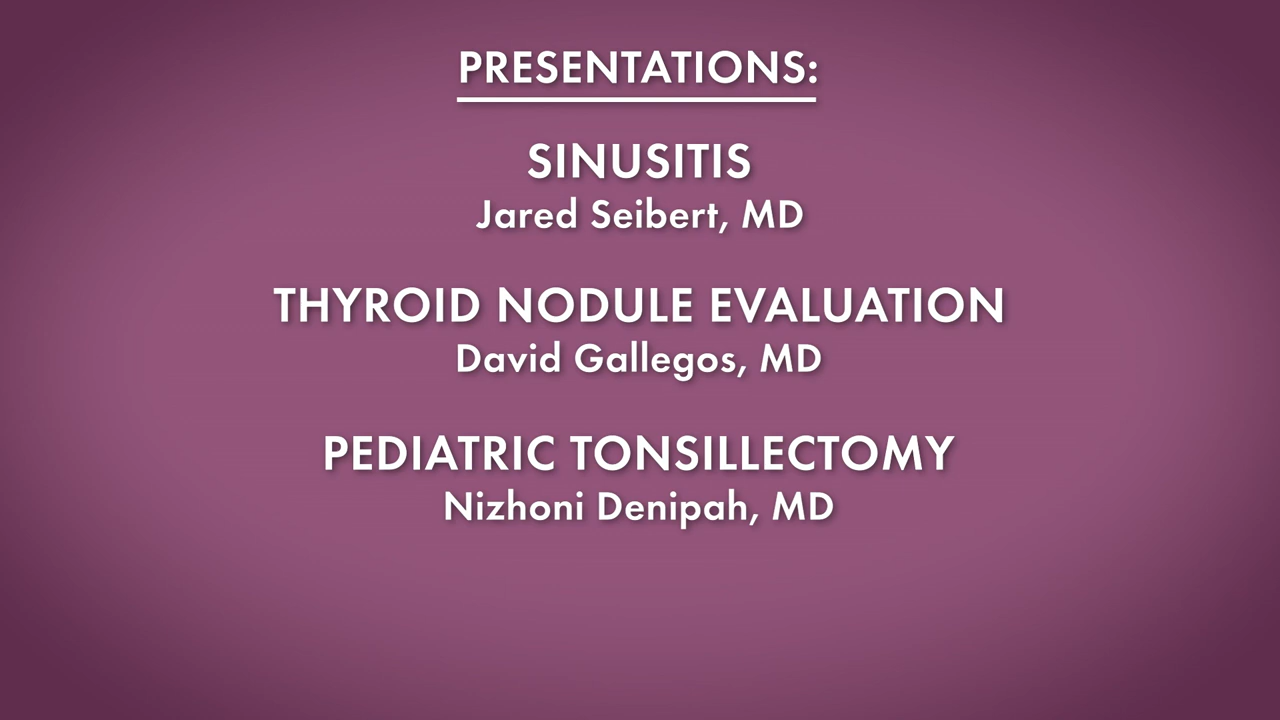 PRESENTATIONS:
SINUSITIS
Jared Seibert, MD
THYROID NODULE EVALUATION
David Gallegos, MD
PEDIATRIC TONSILLECTOMY
Nizhoni Denipah, MD